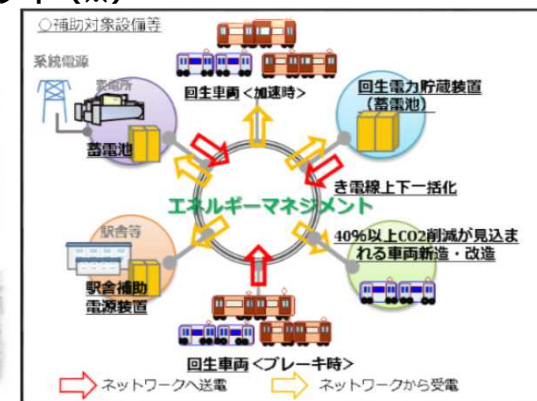 ○補助対象設備等
系統電源
変電所
蓄電池
回生車両<加速時>
回生電力貯蔵装置
(蓄電池)
き電線上下一括化
エネルギーマネジメント
駅舎等
駅舎補助
電源装置
40%以上CO2削減が見込ま
れる車両新造・改造
回生車両<ブレーキ時>
ネットワークへ送電
ネットワークから受電